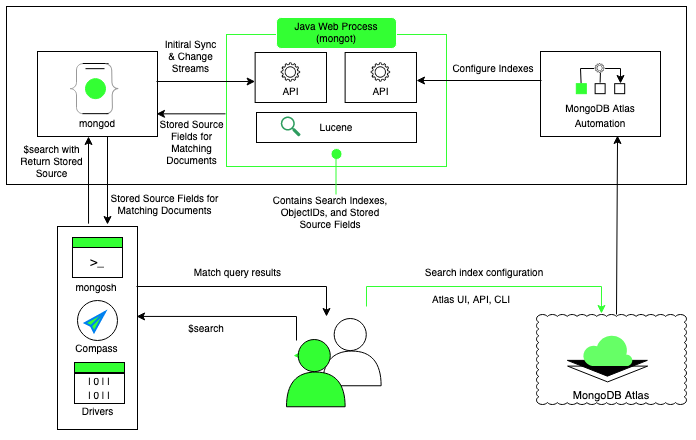 Java Web Process
(mongot)
Initiral Sync
& Change
Streams
API
API
Configure Indexes
MongoDB Atlas
Automation
mongod
Lucene
Stored Source
Fields for
Matching
Documents
$search with
Return Stored
Source
Stored Source Fields for
Matching Documents
Contains Search Indexes,
ObjectIDs, and Stored
Source Fields
>_
mongosh
Match query results
Search index configuration
Atlas UI, API, CLI
$search
Compass
IOII
IOII
Drivers
MongoDB Atlas